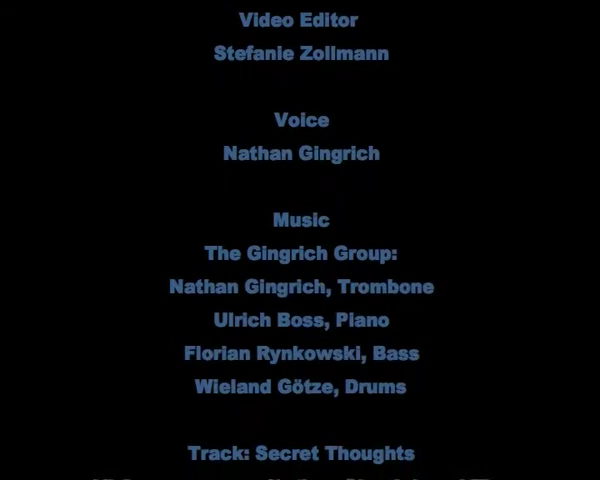 Video Editor
Stefanie Zollmann
Voice
Nathan Gingrich
Music
The Gingrich Group:
Nathan Gingrich, Trombone
Ulrich Boss, Piano
Florian Rynkowski, Bass
Wieland Götze, Drums
Track: Secret Thoughts